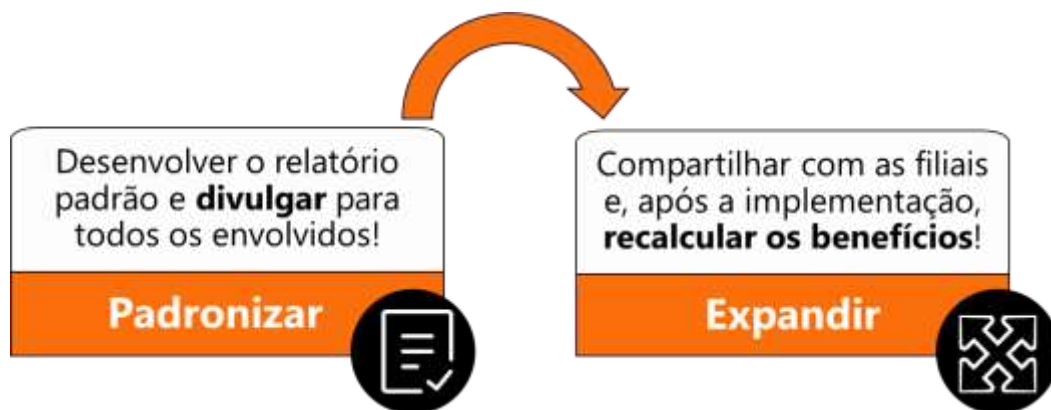 Desenvolver o relatório
padrão e divulgar para
todos os envolvidos!
Padronizar
Compartilhar com as filiais
e, após a implementação,
recalcular os benefícios!
Expandir